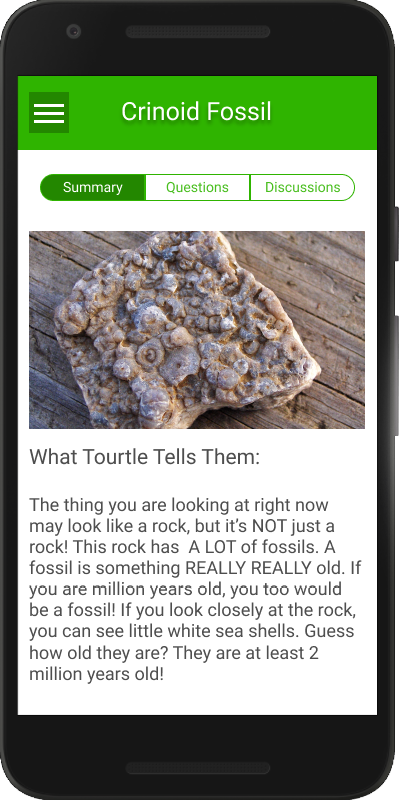 Crinoid Fossil
Summary Questions Discussions
What Tourtle Tells Them:
The thing you are looking at right now
may look like a rock, but it’s NOT just a
rock! This rock has  A LOT of fossils. A
fossil is something REALLY REALLY old. If
you are million years old, you too would
be a fossil! If you look closely at the rock,
you can see little white sea shells. Guess
how old they are? They are at least 2
million years old!